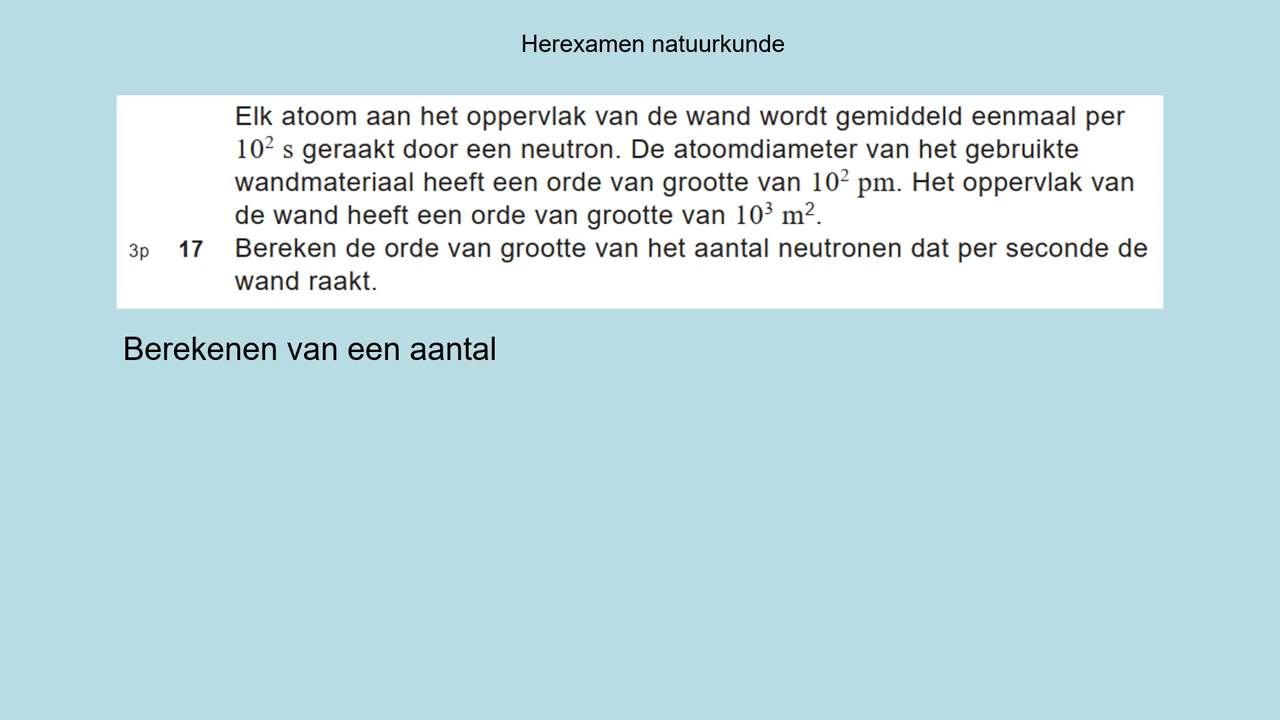 Herexamen natuurkunde
Elk atoom aan het oppervlak van de wand wordt gemiddeld eenmaal per
10² s geraakt door een neutron. De atoomdiameter van het gebruikte
wandmateriaal heeft een orde van grootte van 10² pm. Het oppervlak van
de wand heeft een orde van grootte van 10³ m².
3p 17 Bereken de orde van grootte van het aantal neutronen dat per seconde de
wand raakt.
Berekenen van een aantal